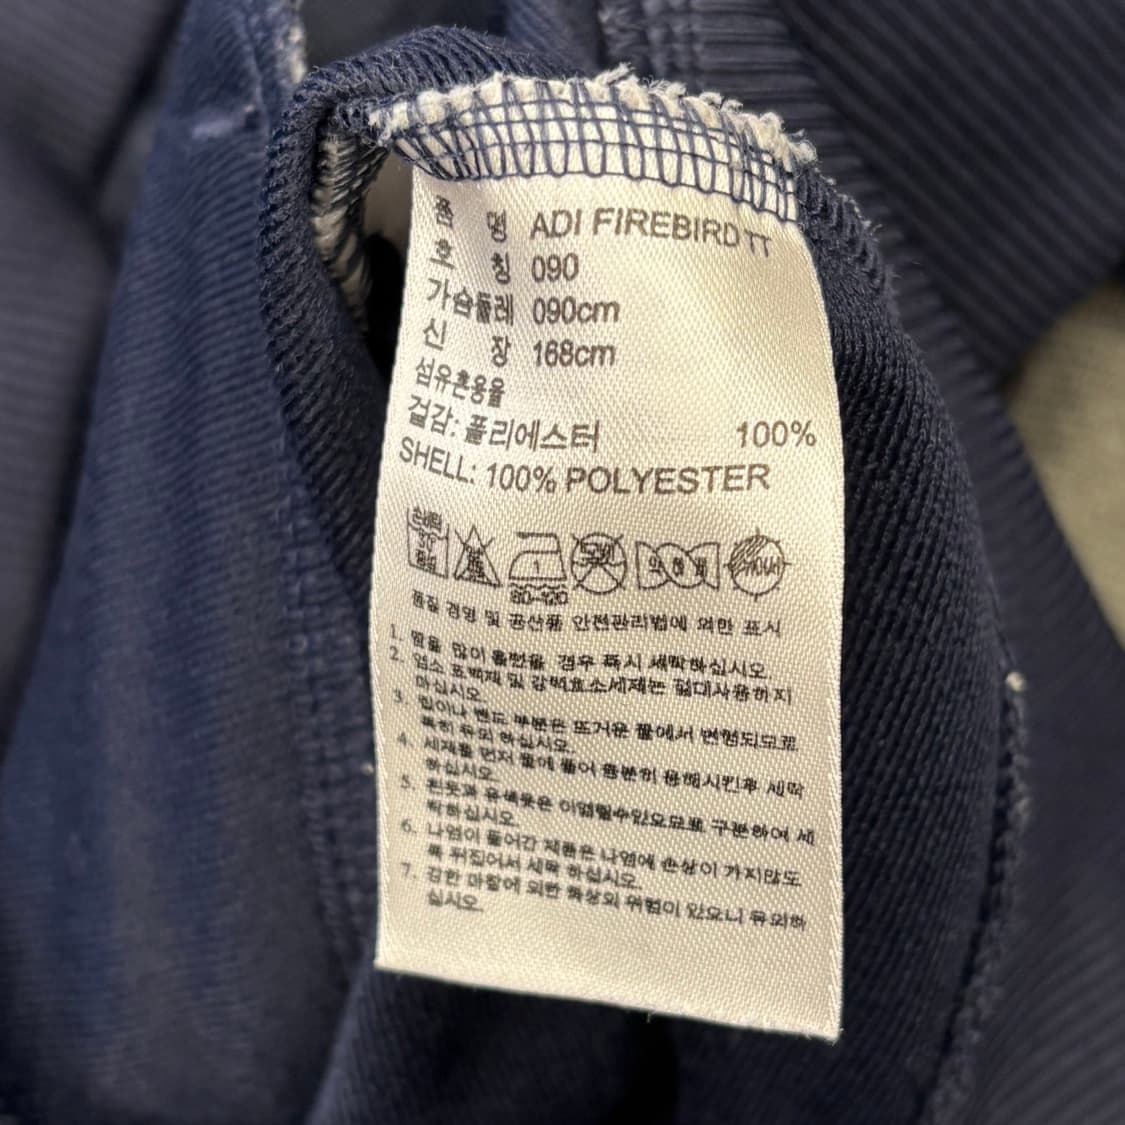 품 명 ADI FIREBIRD TT
호 칭 090
가슴둘레 090cm
신 장 168cm
섬유혼용율
겉감: 폴리에스터 100%
SHELL: 100% POLYESTER
80-120
품질 경영 및 공산품 안전관리법에 의한 표시
1. 땀을 많이 흘렸을 경우 즉시 세탁하십시오.
2. 염소 표백제 및 강력효소세제는 절대사용하지
마십시오.
3. 립이나 밴드 부분은 뜨거운 물에서 변형되므로
특히 유의 하십시오.
4. 세제를 먼저 물에 풀어 충분히 용해시킨후 세탁
하십시오.
5. 흰옷과 유색옷은 이염될수있으므로 구분하여 세
탁하십시오.
6. 나염이 들어간 제품은 나염에 손상이 가지않도
록 뒤집어서 세탁 하십시오.
7. 강한 마찰에 의한 손상의 위험이 있으니 유의하
십시오.